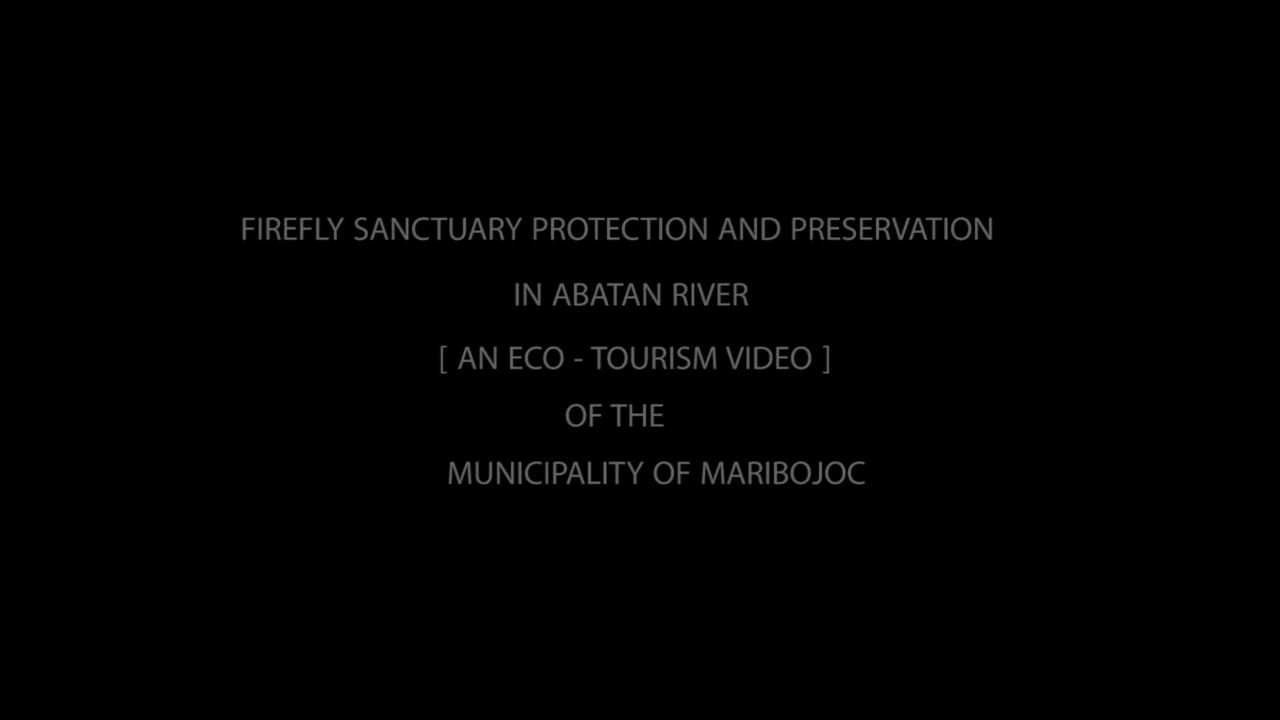 FIREFLY SANCTUARY PROTECTION AND PRESERVATION
IN ABATAN RIVER
[ AN ECO - TOURISM VIDEO ]
OF THE
MUNICIPALITY OF MARIBOJOC